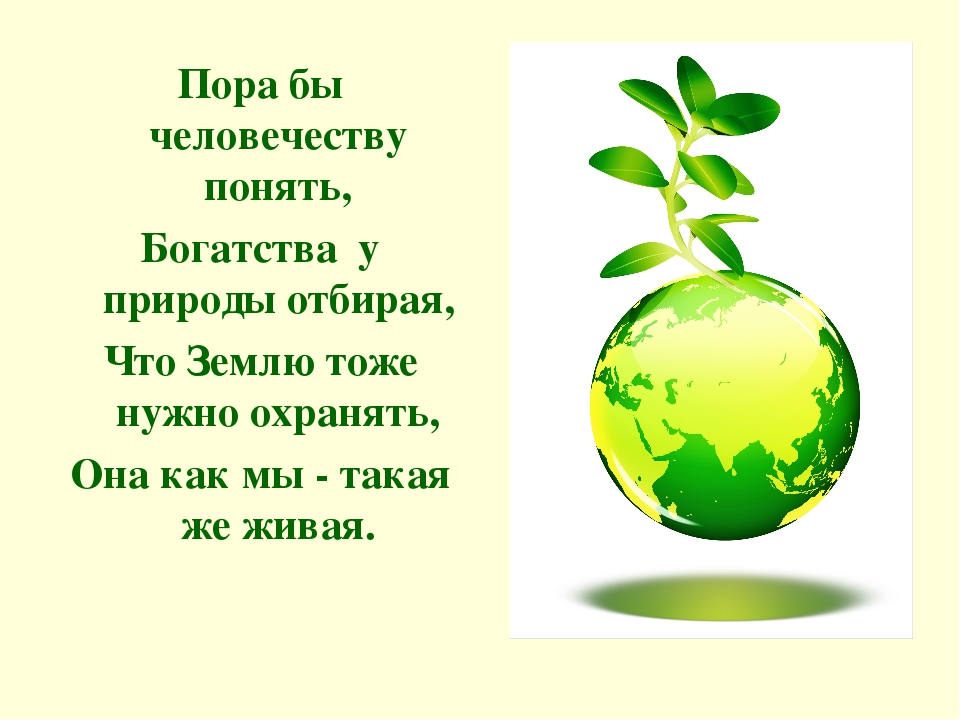 Пора бы
человечеству
понять,
Богатства у
природы отбирая,
Что Землю тоже
нужно охранять,
Она как мы - такая
же живая.